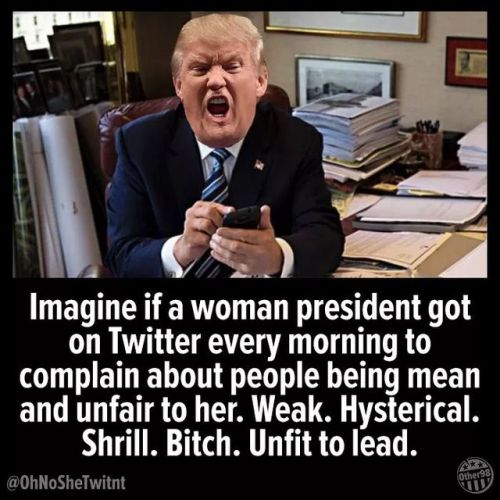 Imagine if a woman president got
on Twitter every morning to
complain about people being mean
and unfair to her. Weak. Hysterical.
Shrill. Bitch. Unfit to lead.
@OhNoSheTwitnt
Other98